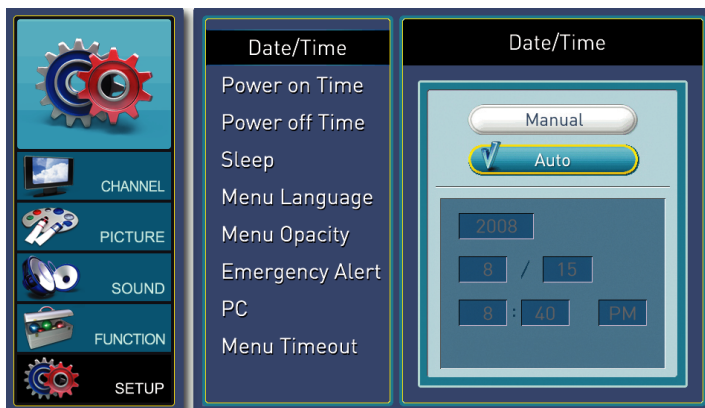 CHANNEL
PICTURE
SOUND
FUNCTION
SETUP
Date/Time
Power on Time
Power off Time
Sleep
Menu Language
Menu Opacity
Emergency Alert
PC
Menu Timeout
Date/Time
Manual
Auto
2008
8 / 15
8 : 40 PM